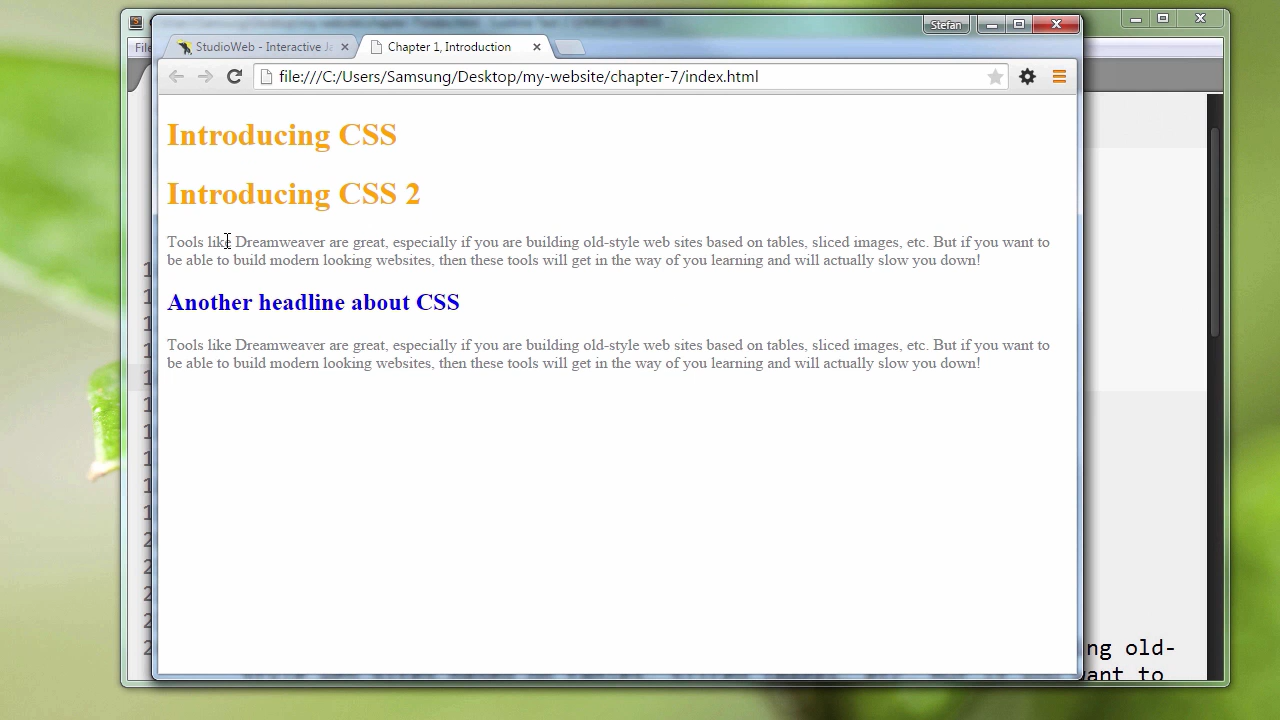 Stefan
StudioWeb - Interactive Ja
Chapter 1, Introduction
File
file:///C:/Users/Samsung/Desktop/my-website/chapter-7/index.html
Introducing CSS
Introducing CSS 2
Tools like Dreamweaver are great, especially if you are building old-style web sites based on tables, sliced images, etc. But if you want to
be able to build modern looking websites, then these tools will get in the way of you learning and will actually slow you down!
Another headline about CSS
Tools like Dreamweaver are great, especially if you are building old-style web sites based on tables, sliced images, etc. But if you want to
be able to build modern looking websites, then these tools will get in the way of you learning and will actually slow you down!
ng old-
ant to